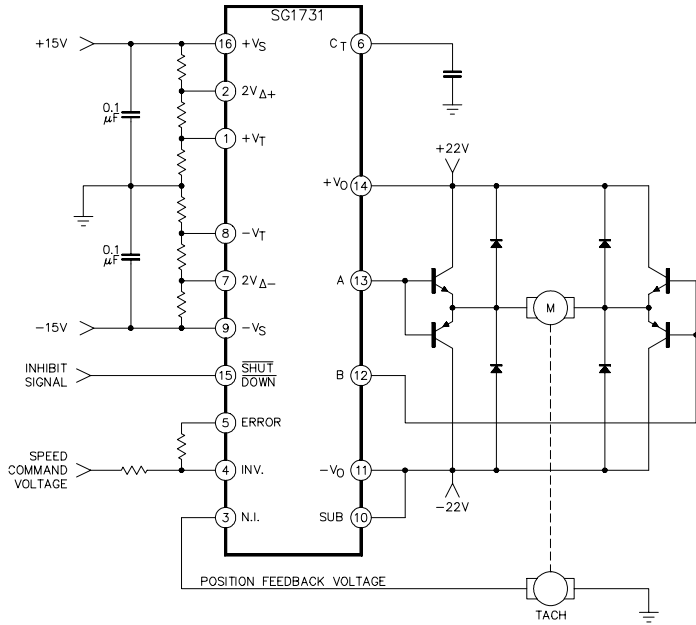 SG1731
+15V
16 +VS
CT 6
2 2VΔ+
0.1
μF
1 +VT
+22V
+VO 14
0.1
μF
8 -VT
7 2VΔ-
A 13
M
-15V
9 -VS
INHIBIT
SIGNAL
15 SHUT
DOWN
B 12
5 ERROR
SPEED
COMMAND
VOLTAGE
4 INV.
-VO 11
3 N.I.
SUB 10
-22V
POSITION FEEDBACK VOLTAGE
TACH